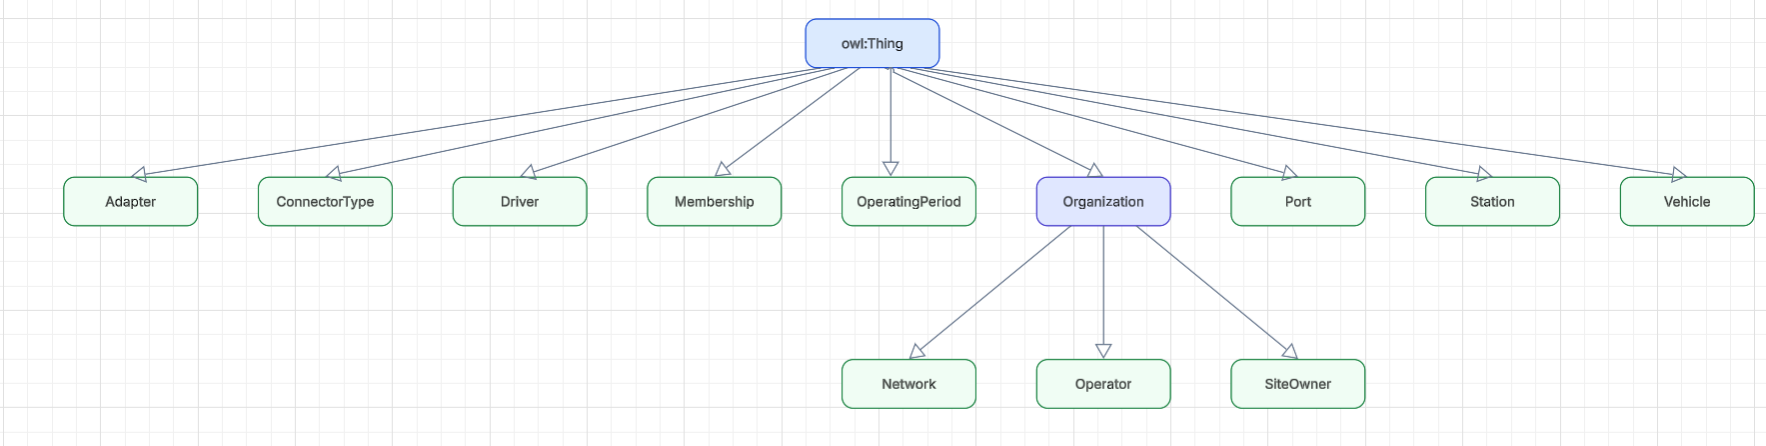 owl:Thing
Adapter
ConnectorType
Driver
Membership
OperatingPeriod
Organization
Port
Station
Vehicle
Network
Operator
SiteOwner